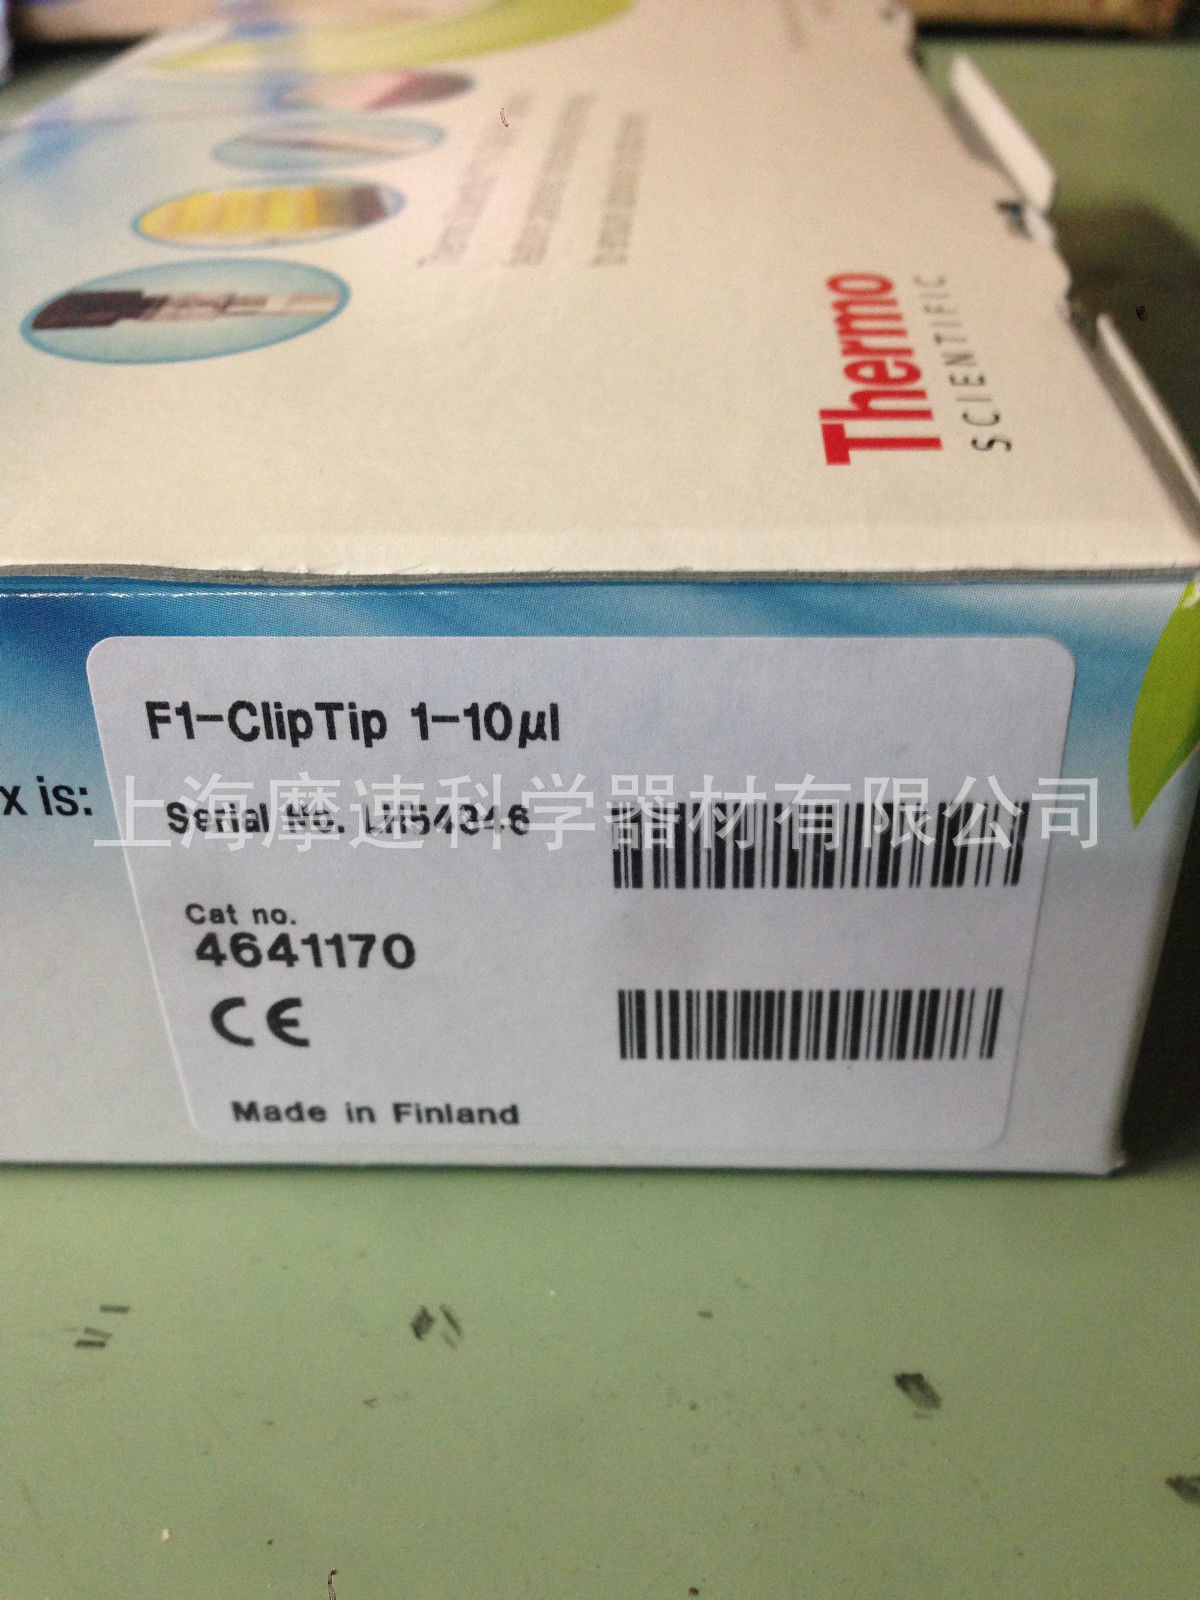 Thermo
SCIENTIFIC
F1-ClipTip 1-10µl
x is:
上海摩速科学器材有限公司
Serial No.
Cat no.
4641170
CE
Made in Finland